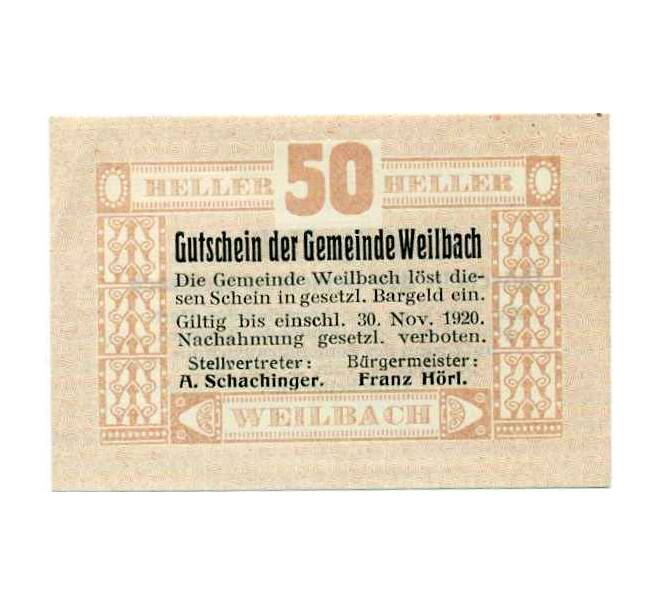 HELLER 50 HELLER
Gutschein der Gemeinde Weilbach
Die Gemeinde Weilbach löst die-
sen Schein in gesetzl. Bargeld ein.
Giltig bis einschl. 30. Nov. 1920.
Nachahmung gesetzl. verboten.
Stellvertreter: Bürgermeister:
A. Schachinger. Franz Hörl.
WEILBACH